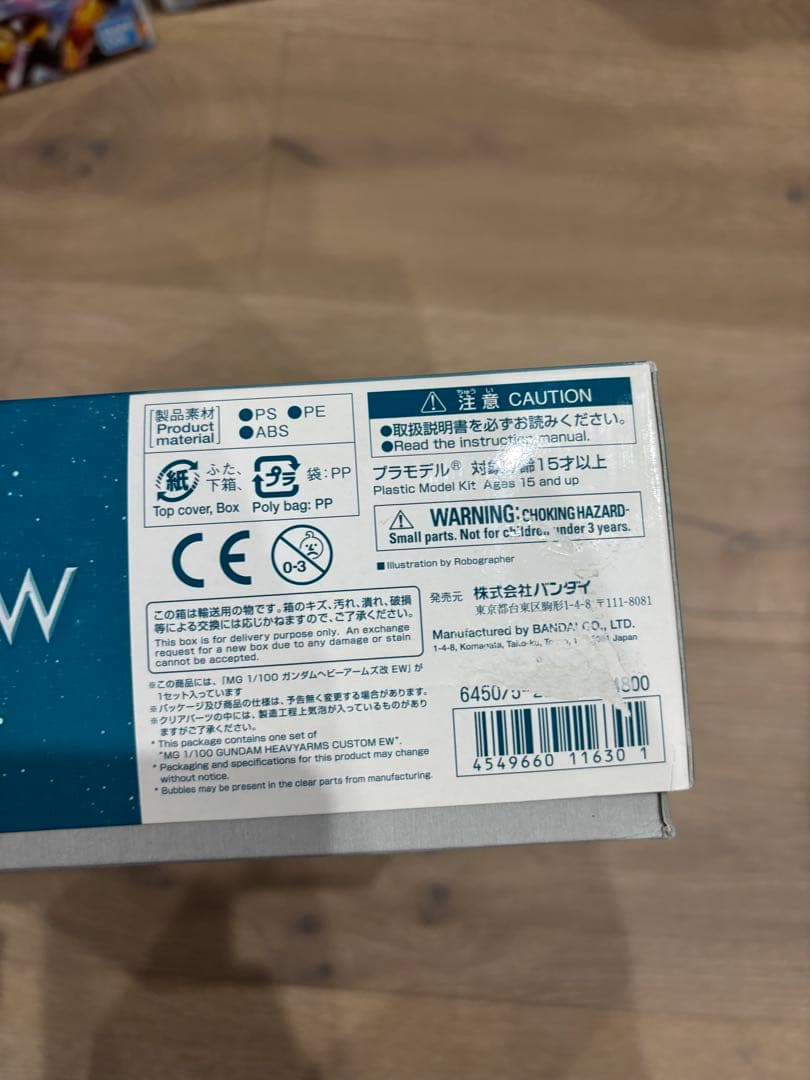 W
製品素材
Product
material
●PS ●PE
●ABS
紙 ふた、
下箱、
プラ 袋:PP
Top cover, Box Poly bag: PP
CE 0-3
この箱は輸送用の物です。箱のキズ、汚れ、潰れ、破損
等による交換には応じかねますので、ご了承ください。
This box is for delivery purpose only. An exchange
request for a new box due to any damage or stain
cannot be accepted.
※この商品には、「MG 1/100 ガンダムヘビーアームズ改 EW」が
1セット入っています
※パッケージ及び商品の仕様は、予告無く変更する場合があります。
※クリアパーツの中には、製造工程上気泡が入っているものがあり
ますがご了承ください。
* This package contains one set of
"MG 1/100 GUNDAM HEAVYARMS CUSTOM EW".
* Packaging and specifications for this product may change
without notice.
* Bubbles may be present in the clear parts from manufacturing.
ちゅう い
注意 CAUTION
●取扱説明書を必ずお読みください。
●Read the instruction manual.
プラモデル® 対象 齢15才以上
Plastic Model Kit Ages 15 and up
WARNING: CHOKING HAZARD-
Small parts. Not for children under 3 years.
■Illustration by Robographer
発売元 株式会社バンダイ
東京都台東区駒形1-4-8 〒111-8081
Manufactured by BANDAI CO., LTD.
1-4-8, Komagata, Taito-ku, Japan
4549660 11630 1